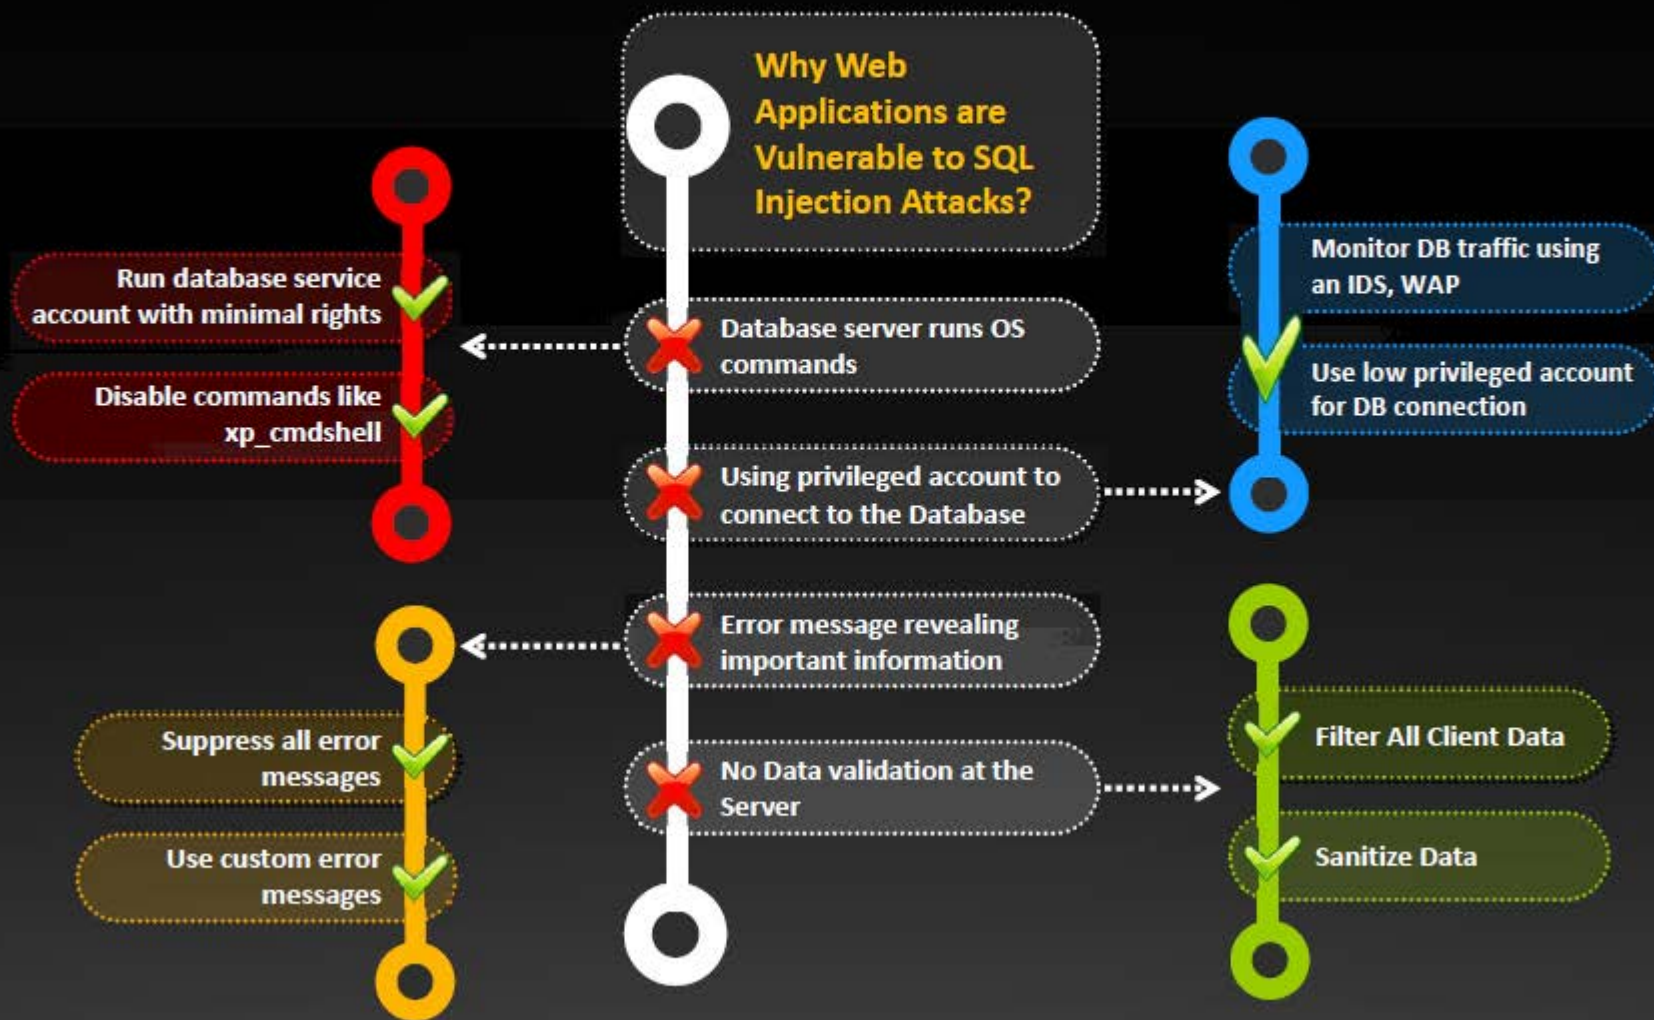 Why Web
Applications are
Vulnerable to SQL
Injection Attacks?
Run database service
account with minimal rights
Disable commands like
xp_cmdshell
Database server runs OS
commands
Monitor DB traffic using
an IDS, WAP
Use low privileged account
for DB connection
Using privileged account to
connect to the Database
Error message revealing
important information
Suppress all error
messages
Use custom error
messages
No Data validation at the
Server
Filter All Client Data
Sanitize Data